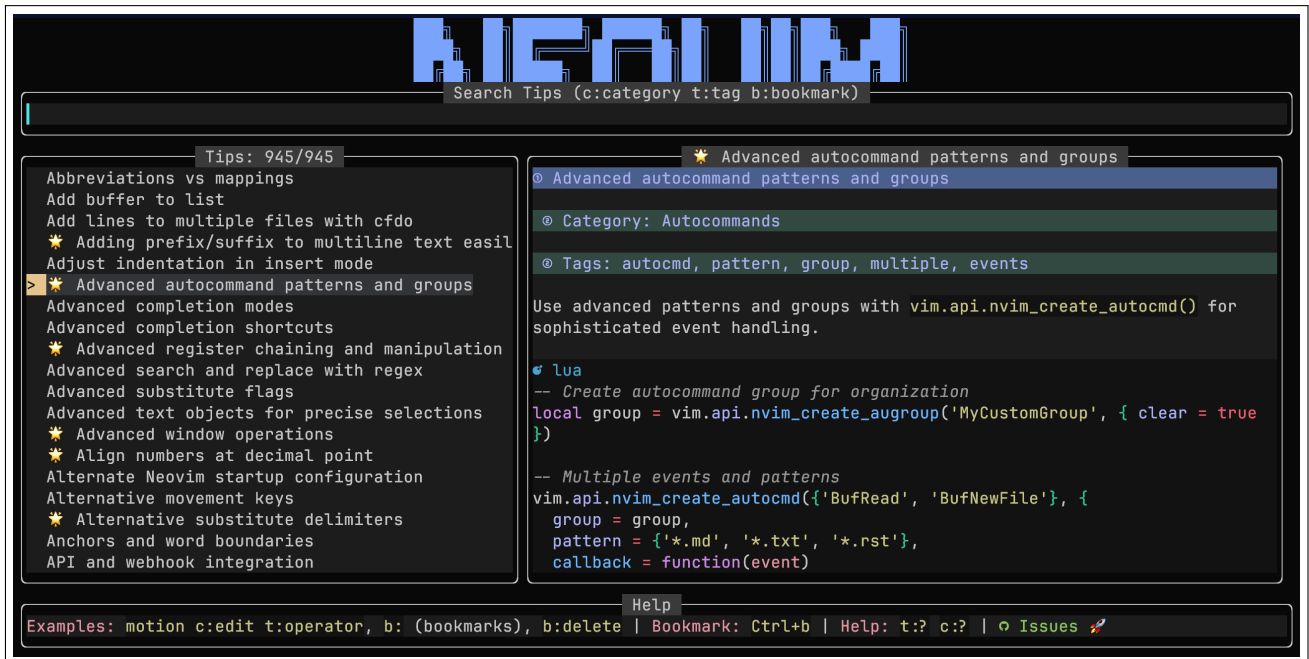 NEOVIM
Search Tips (c:category t:tag b:bookmark)
Tips: 945/945
Abbreviations vs mappings
Add buffer to list
Add lines to multiple files with cfdo
🌟 Adding prefix/suffix to multiline text easil
Adjust indentation in insert mode
> 🌟 Advanced autocommand patterns and groups
Advanced completion modes
Advanced completion shortcuts
🌟 Advanced register chaining and manipulation
Advanced search and replace with regex
Advanced substitute flags
Advanced text objects for precise selections
🌟 Advanced window operations
🌟 Align numbers at decimal point
Alternate Neovim startup configuration
Alternative movement keys
🌟 Alternative substitute delimiters
Anchors and word boundaries
API and webhook integration
🌟 Advanced autocommand patterns and groups
① Advanced autocommand patterns and groups
② Category: Autocommands
② Tags: autocmd, pattern, group, multiple, events
Use advanced patterns and groups with vim.api.nvim_create_autocmd() for
sophisticated event handling.
lua
-- Create autocommand group for organization
local group = vim.api.nvim_create_augroup('MyCustomGroup', { clear = true
})
-- Multiple events and patterns
vim.api.nvim_create_autocmd({'BufRead', 'BufNewFile'}, {
group = group,
pattern = {'*.md', '*.txt', '*.rst'},
callback = function(event)
Help
Examples: motion c:edit t:operator, b: (bookmarks), b:delete | Bookmark: Ctrl+b | Help: t:? c:? | Issues 🚀